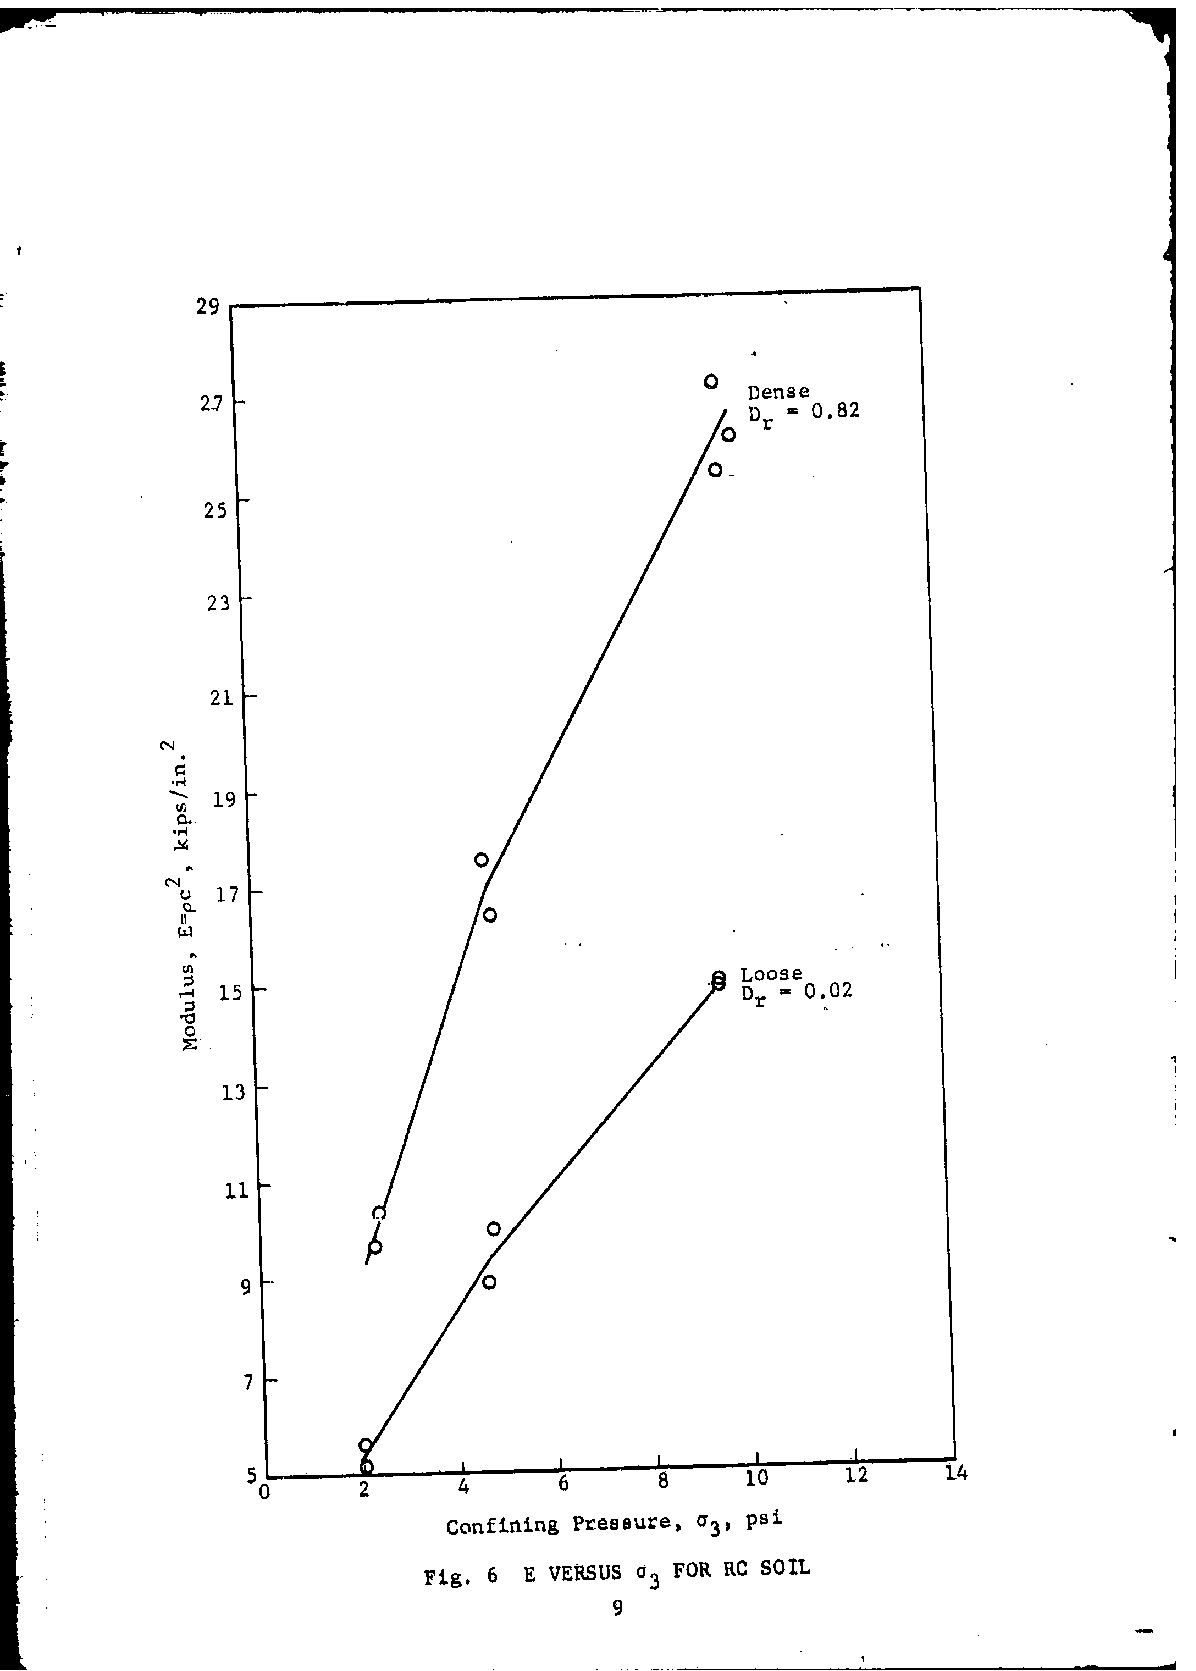 29
27
Dense
D_r = 0.82
25
23
21
19
17
15
13
11
9
7
5
Modulus, E=ρc², kips/in.²
Loose
D_r = 0.02
0 2 4 6 8 10 12 14
Confining Pressure, σ₃, psi
Fig. 6 E VERSUS σ₃ FOR RC SOIL
9